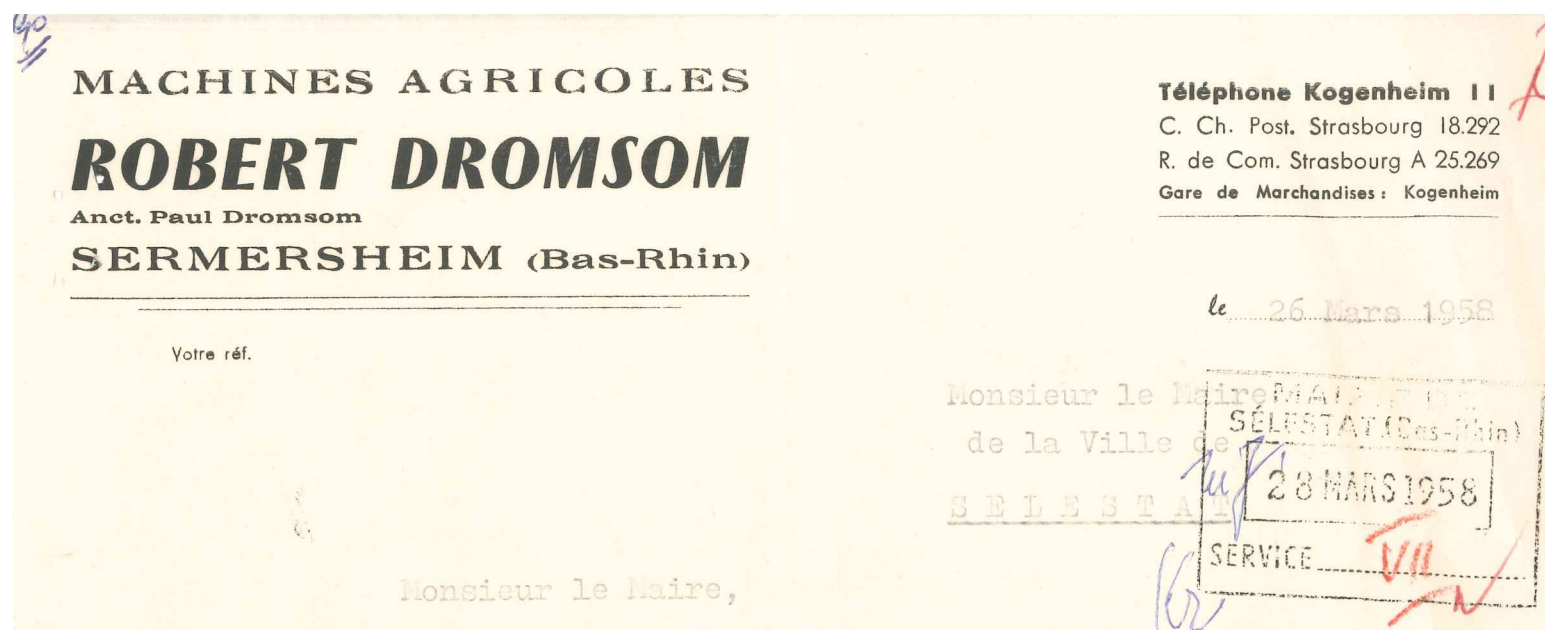 MACHINES AGRICOLES
ROBERT DROMSOM
Anct. Paul Dromsom
SERMERSHEIM (Bas-Rhin)
Téléphone Kogenheim 11
C. Ch. Post. Strasbourg 18.292
R. de Com. Strasbourg A 25.269
Gare de Marchandises : Kogenheim
le 26 Mars 1958
Votre réf.
Monsieur le Maire
de la Ville de
SELESTAT
SÉLESTAT (Bas-Rhin)
28 MARS 1958
SERVICE VII
Monsieur le Maire,